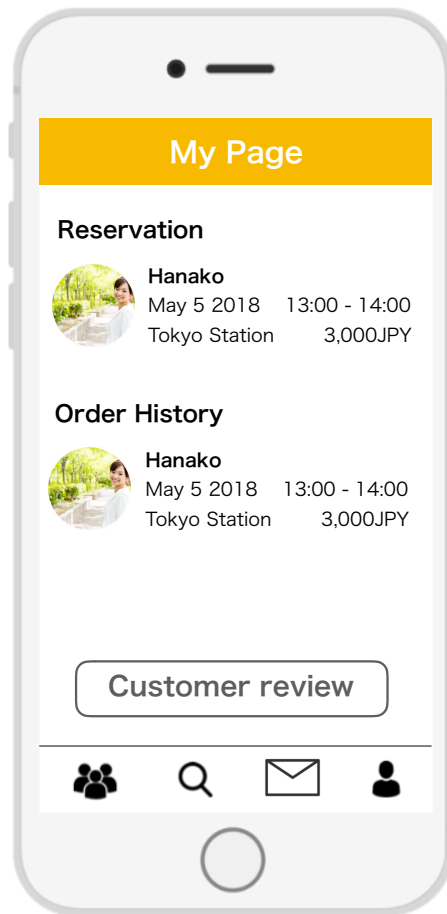 My Page
Reservation
Hanako
May 5 2018 13:00 - 14:00
Tokyo Station 3,000JPY
Order History
Hanako
May 5 2018 13:00 - 14:00
Tokyo Station 3,000JPY
Customer review